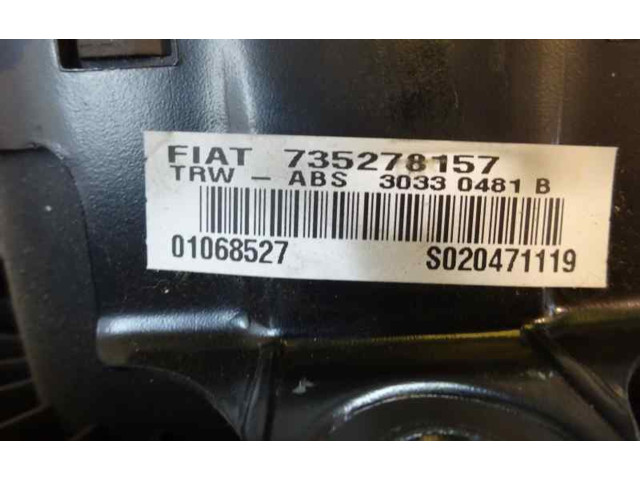 FIAT 735278157
TRW - ABS 3033 0481 B
01068527 S020471119